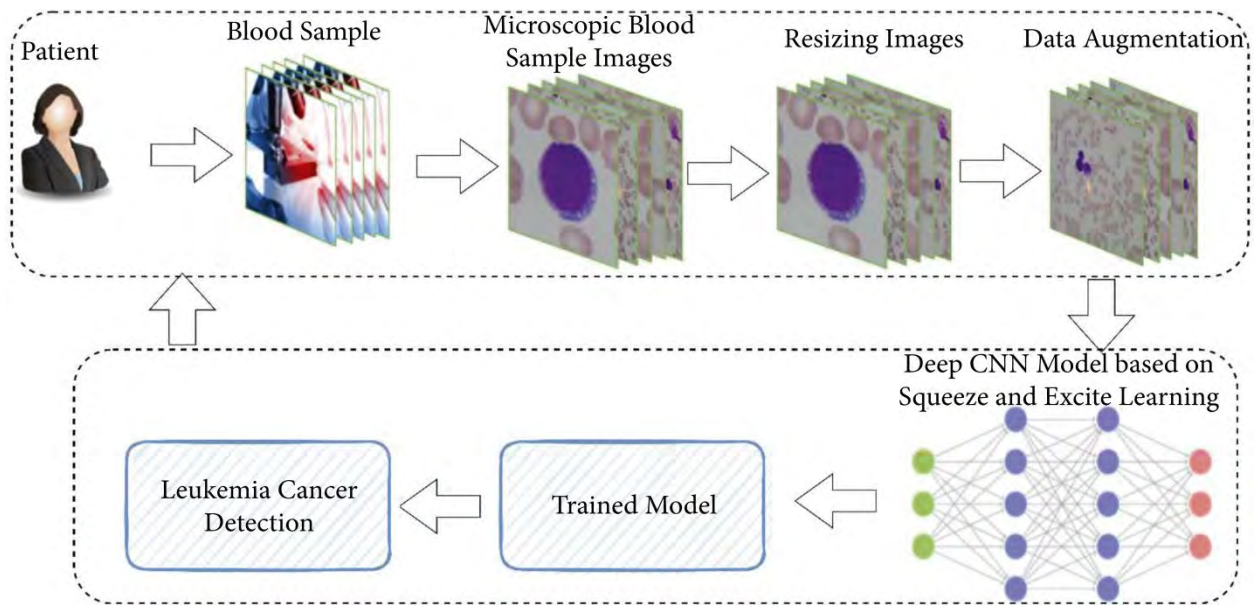 Patient
Blood Sample
Microscopic Blood
Sample Images
Resizing Images
Data Augmentation
Deep CNN Model based on
Squeeze and Excite Learning
Trained Model
Leukemia Cancer
Detection